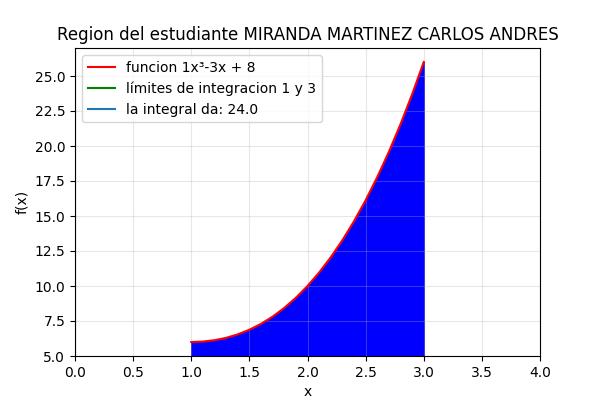 Region del estudiante MIRANDA MARTINEZ CARLOS ANDRES
funcion 1x³-3x + 8
límites de integracion 1 y 3
la integral da: 24.0
25.0
22.5
20.0
17.5
15.0
12.5
10.0
7.5
5.0
f(x)
0.0 0.5 1.0 1.5 2.0 2.5 3.0 3.5 4.0
x